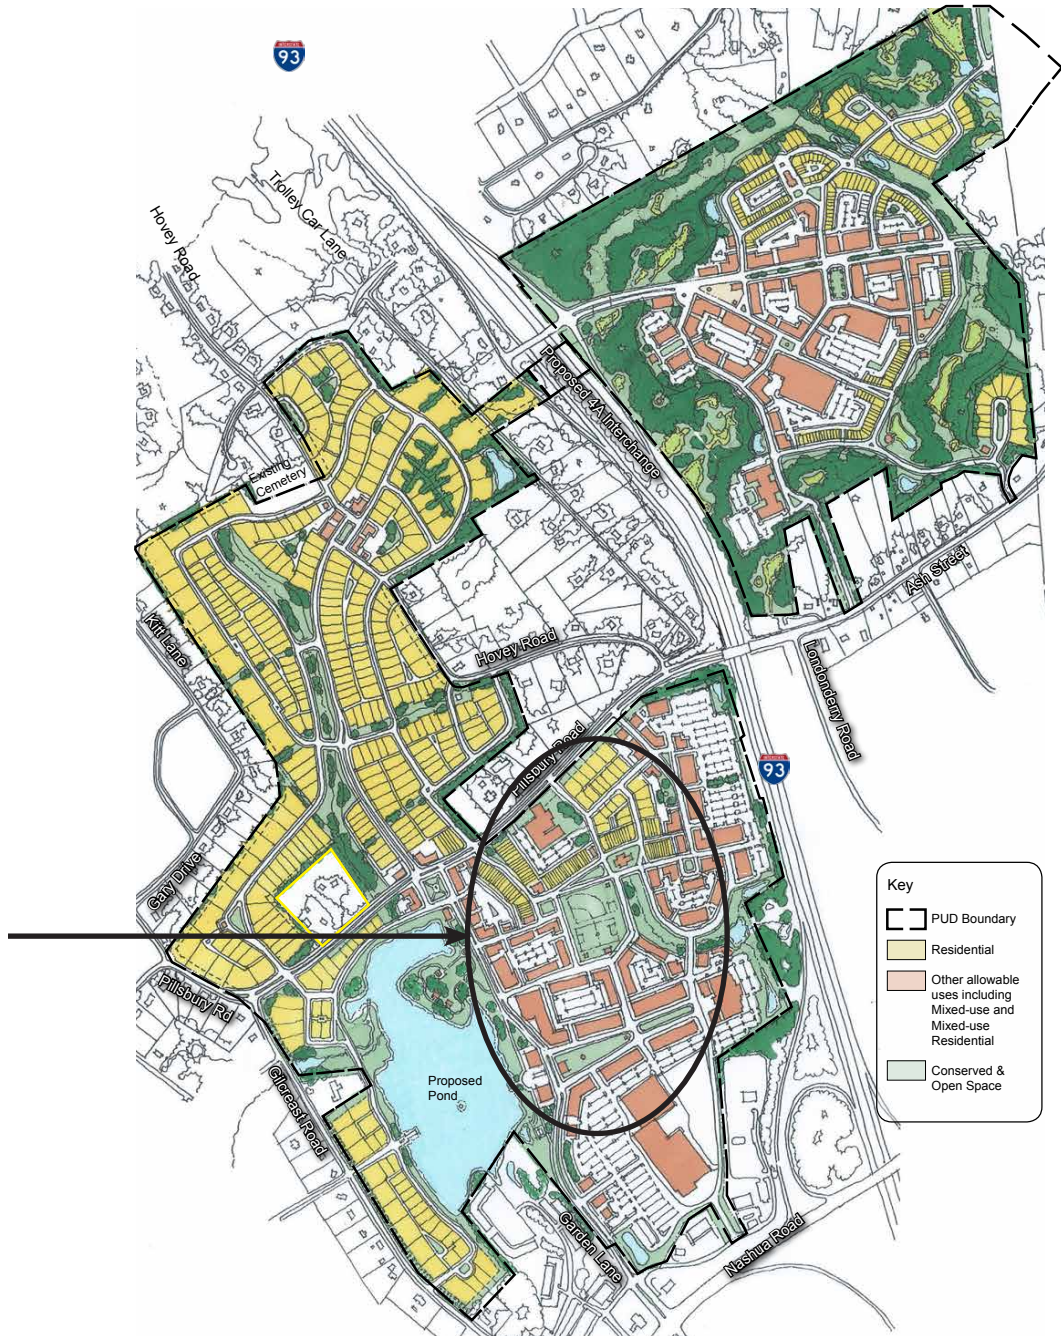 INTERSTATE
93
Trolley Car Lane
Hovey Road
Proposed 4A Interchange
Existing
Cemetery
Ash Street
Kitt Lane
Hovey Road
Londonderry Road
Pillsbury Road
93
Gary Drive
Key
PUD Boundary
Residential
Other allowable
uses including
Mixed-use and
Mixed-use
Residential
Conserved &
Open Space
Pillsbury Rd
Gilcreast Road
Proposed
Pond
Garden Lane
Nashua Road